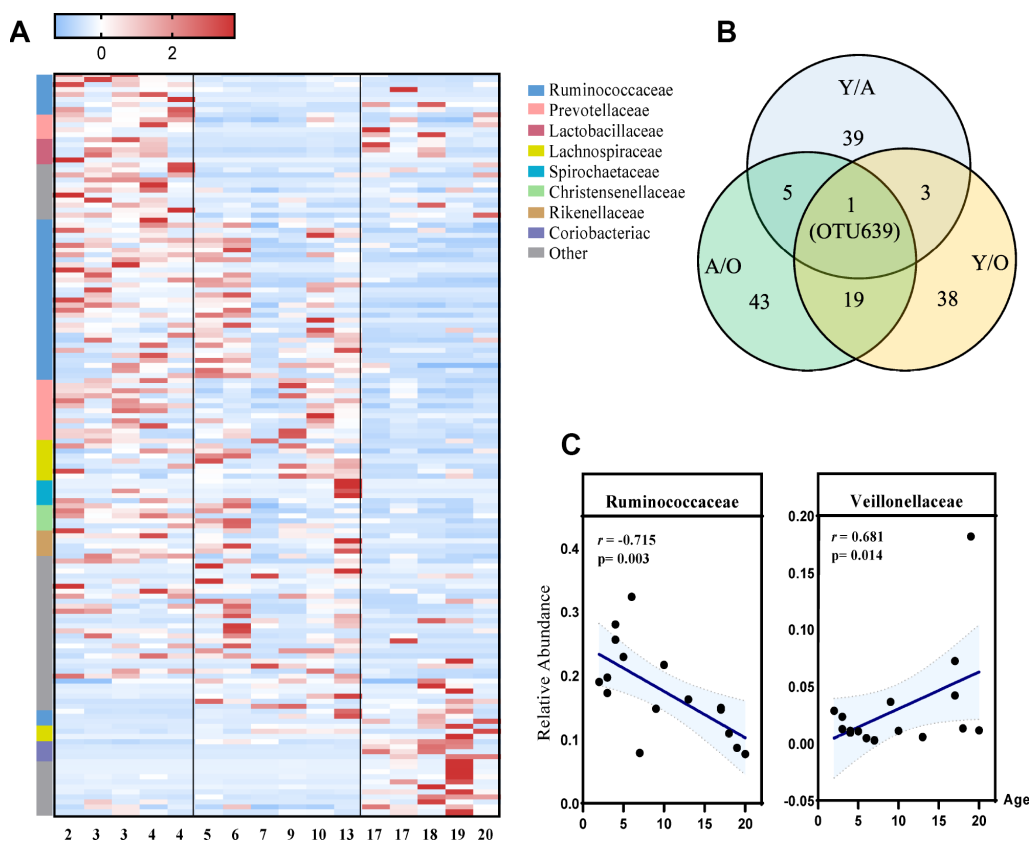 A
0 2
Ruminococcaceae
Prevotellaceae
Lactobacillaceae
Lachnospiraceae
Spirochaetaceae
Christensenellaceae
Rikenellaceae
Coriobacteriac
Other
2 3 3 4 4 5 6 7 9 10 13 17 17 18 19 20
B
Y/A
39
5 1 3
(OTU639)
A/O Y/O
43 19 38
C
Ruminococcaceae
r = -0.715
p= 0.003
Relative Abundance
0.4
0.3
0.2
0.1
0.0
0 5 10 15 20
Veillonellaceae
r = 0.681
p= 0.014
0.20
0.15
0.10
0.05
0.00
-0.05
0 5 10 15 20
Age